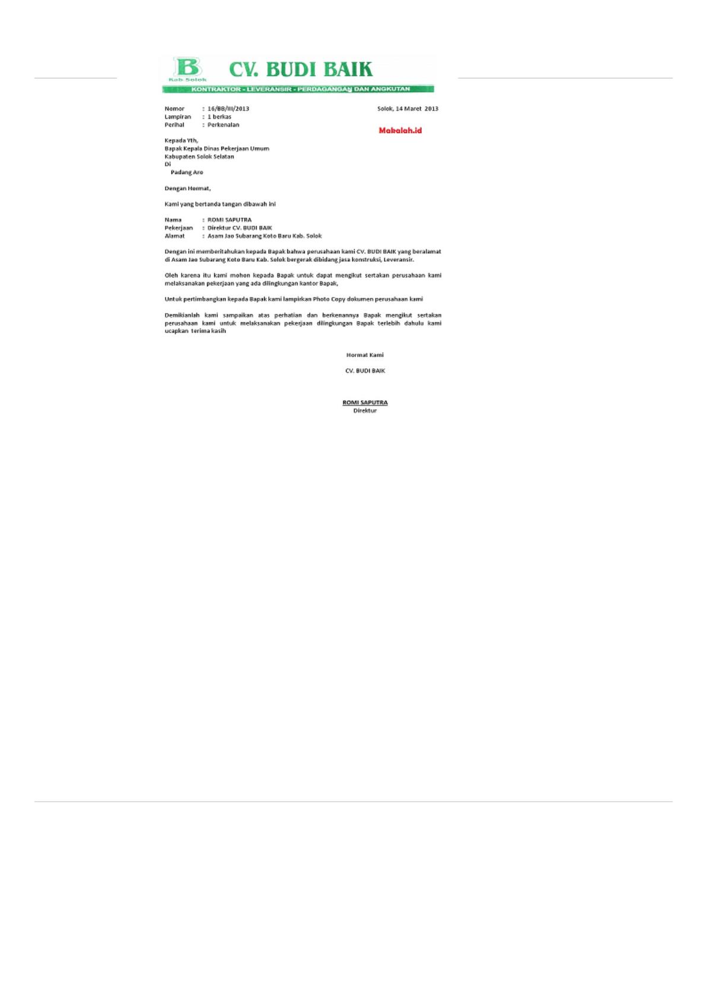 B
Kab Solok
CV. BUDI BAIK
KONTRAKTOR - LEVERANSIR - PERDAGANGAN DAN ANGKUTAN
Nomor : 16/BB/III/2013 Solok, 14 Maret 2013
Lampiran : 1 berkas
Perihal : Perkenalan
Makalah.id
Kepada Yth,
Bapak Kepala Dinas Pekerjaan Umum
Kabupaten Solok Selatan
Di
Padang Aro
Dengan Hormat,
Kami yang bertanda tangan dibawah ini
Nama : ROMI SAPUTRA
Pekerjaan : Direktur CV. BUDI BAIK
Alamat : Asam Jao Subarang Koto Baru Kab. Solok
Dengan ini memberitahukan kepada Bapak bahwa perusahaan kami CV. BUDI BAIK yang beralamat
di Asam Jao Subarang Koto Baru Kab. Solok bergerak dibidang jasa konstruksi, Leveransir.
Oleh karena itu kami mohon kepada Bapak untuk dapat mengikut sertakan perusahaan kami
melaksanakan pekerjaan yang ada dilingkungan kantor Bapak,
Untuk pertimbangkan kepada Bapak kami lampirkan Photo Copy dokumen perusahaan kami
Demikianlah kami sampaikan atas perhatian dan berkenannya Bapak mengikut sertakan
perusahaan kami untuk melaksanakan pekerjaan dilingkungan Bapak terlebih dahulu kami
ucapkan terima kasih
Hormat Kami
CV. BUDI BAIK
ROMI SAPUTRA
Direktur